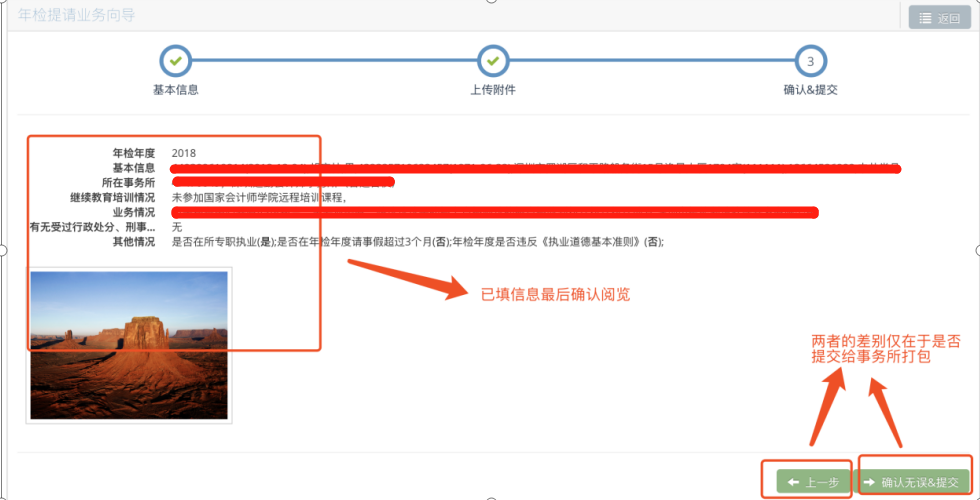 年检提请业务向导
返回
3
基本信息
上传附件
确认&提交
年检年度 2018
基本信息
所在事务所
继续教育培训情况 未参加国家会计师学院远程培训课程，
业务情况
有无受过行政处分、刑事... 无
其他情况 是否在所专职执业(是);是否在年检年度请事假超过3个月(否);年检年度是否违反《执业道德基本准则》(否);
已填信息最后确认阅览
两者的差别仅在于是否
提交给事务所打包
上一步
确认无误&提交